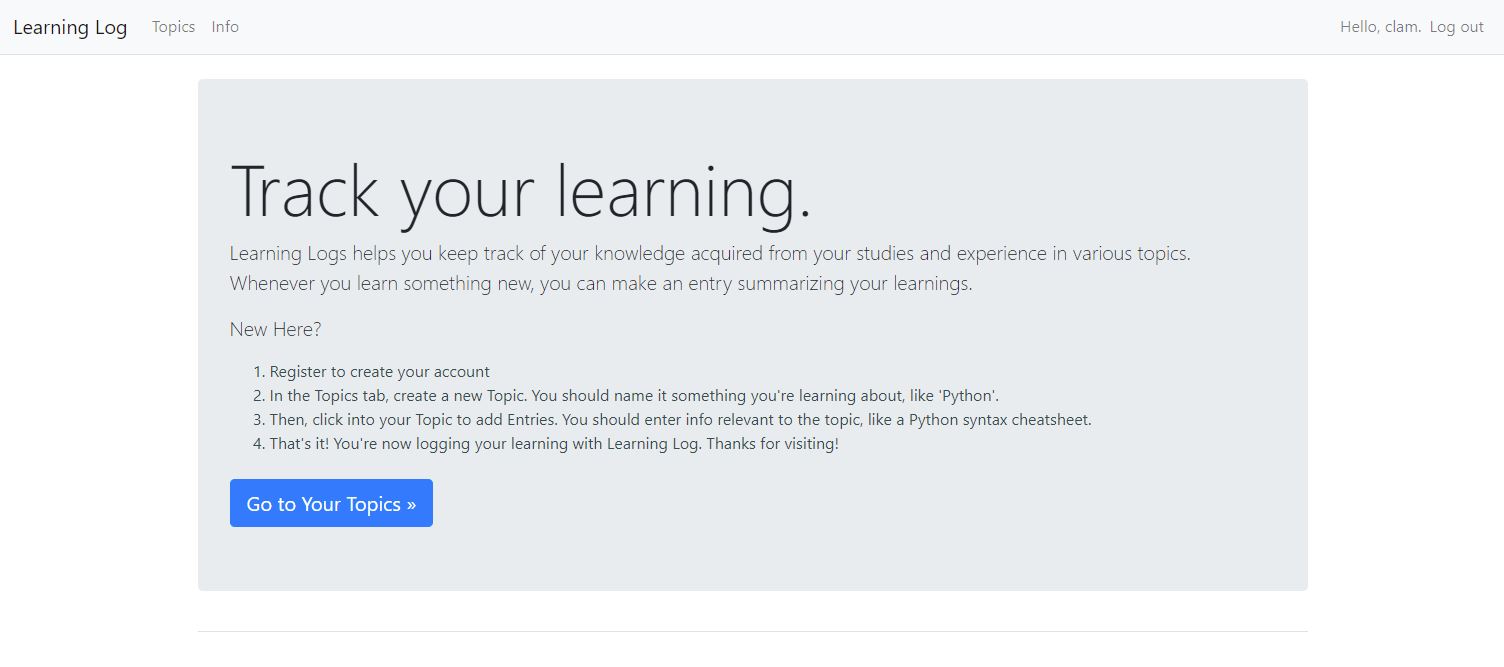 Learning Log Topics Info Hello, clam. Log out
Track your learning.
Learning Logs helps you keep track of your knowledge acquired from your studies and experience in various topics.
Whenever you learn something new, you can make an entry summarizing your learnings.
New Here?
1. Register to create your account
2. In the Topics tab, create a new Topic. You should name it something you're learning about, like 'Python'.
3. Then, click into your Topic to add Entries. You should enter info relevant to the topic, like a Python syntax cheatsheet.
4. That's it! You're now logging your learning with Learning Log. Thanks for visiting!
Go to Your Topics »